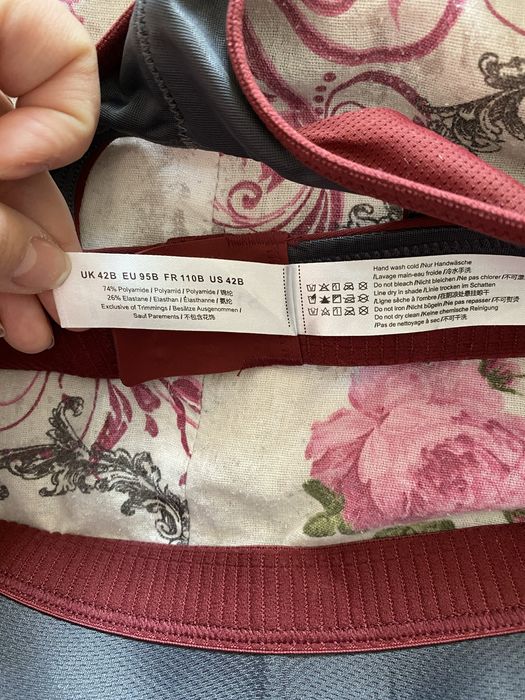 UK 42B EU 95B FR 110B US 42B
74% Polyamide / Polyamid / Polyamide / 锦纶
26% Elastane / Elasthan / Élasthanne / 氨纶
Exclusive of Trimmings / Besätze Ausgenommen /
Sauf Parements / 不包含花饰
Hand wash cold /Nur Handwäsche
/Lavage main-eau froide /冷水手洗
Do not bleach/Nicht bleichen/Ne pas chlorer /不可漂
Line dry in shade/Linie trocken im Schatten
/Ligne sèche à l'ombre /在阴凉处悬挂晾干
Do not iron /Nicht bügeln/Ne pas repasser /不可熨
Do not dry clean/Keine chemische Reinigung
/Pas de nettoyage à sec/不可干洗